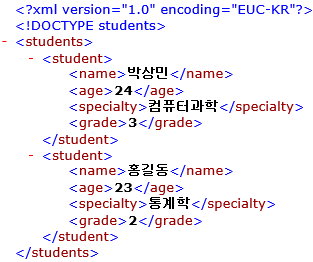 <?xml version="1.0" encoding="EUC-KR"?>
<!DOCTYPE students>
- <students>
- <student>
<name>박상민</name>
<age>24</age>
<specialty>컴퓨터과학</specialty>
<grade>3</grade>
</student>
- <student>
<name>홍길동</name>
<age>23</age>
<specialty>통계학</specialty>
<grade>2</grade>
</student>
</students>